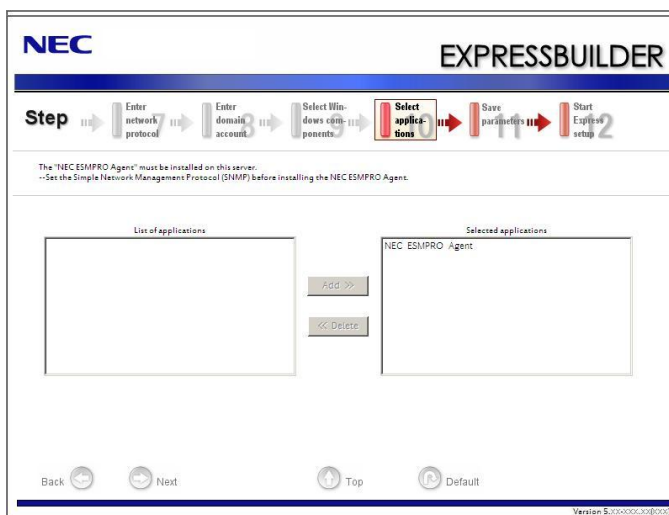 NEC
EXPRESSBUILDER
Step
Enter
network
protocol
7
Enter
domain
account
8
Select Win-
dows com-
ponents
9
Select
applica-
tions
10
Save
parameters
11
Start
Express
setup
12
The "NEC ESMPRO Agent" must be installed on this server.
--Set the Simple Network Management Protocol (SNMP) before installing the NEC ESMPRO Agent.
List of applications
Selected applications
NEC ESMPRO Agent
Add >>
<< Delete
Back
Next
Top
Default
Version 5.